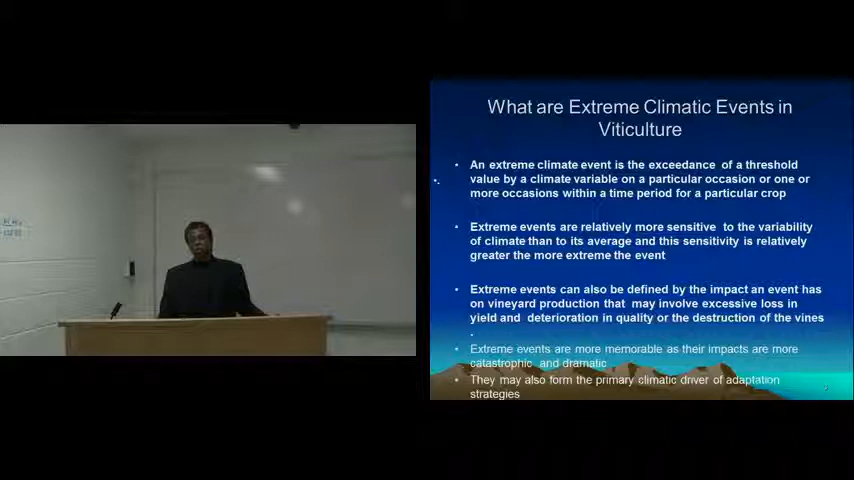 What are Extreme Climatic Events in
Viticulture
• An extreme climate event is the exceedance of a threshold
value by a climate variable on a particular occasion or one or
more occasions within a time period for a particular crop
• Extreme events are relatively more sensitive to the variability
of climate than to its average and this sensitivity is relatively
greater the more extreme the event
• Extreme events can also be defined by the impact an event has
on vineyard production that may involve excessive loss in
yield and deterioration in quality or the destruction of the vines
.
• Extreme events are more memorable as their impacts are more
catastrophic and dramatic
• They may also form the primary climatic driver of adaptation
strategies